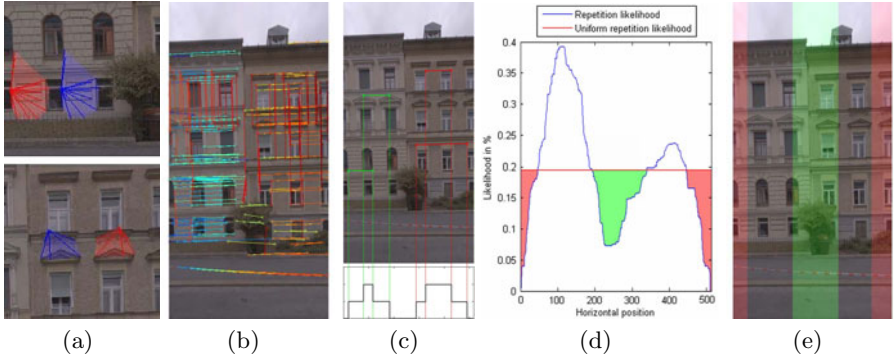 Repetition likelihood
Uniform repetition likelihood
0.4
0.35
0.3
0.25
0.2
0.15
0.1
0.05
0
Likelihood in %
0 100 200 300 400 500
Horizontal position
(a) (b) (c) (d) (e)